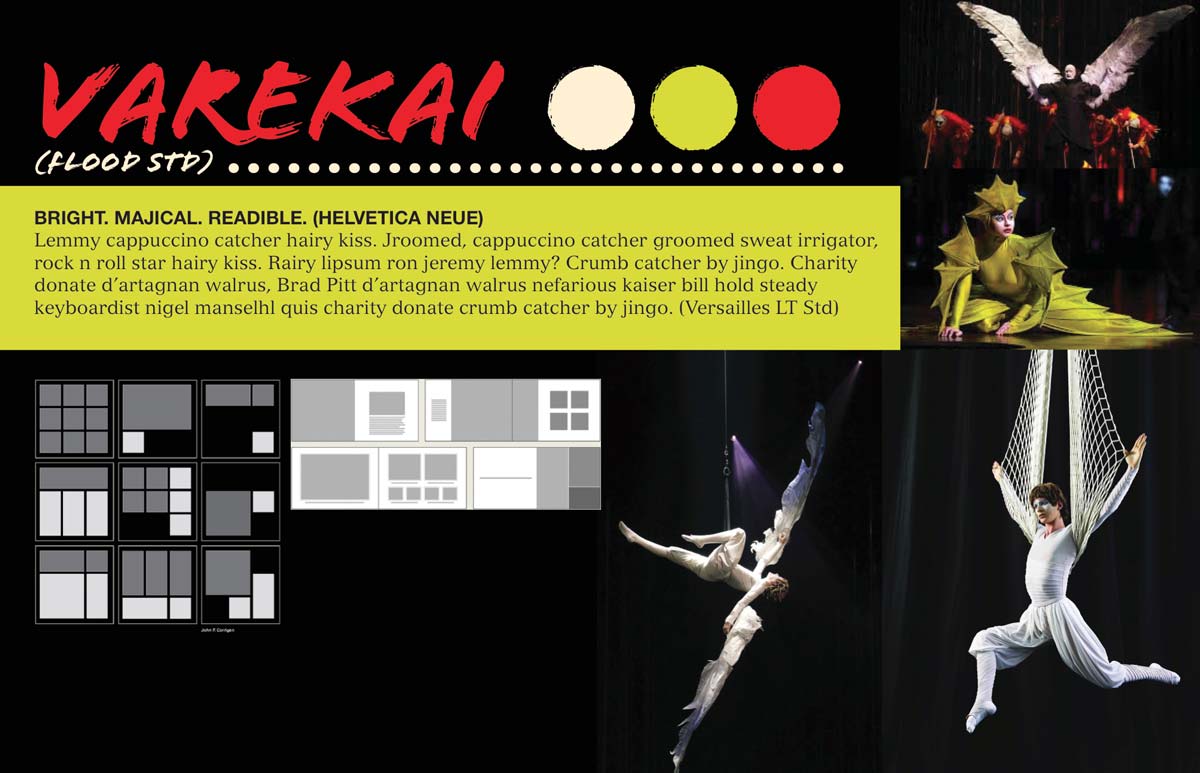 VAREKAI
(FLOOD STD)
BRIGHT. MAJICAL. READIBLE. (HELVETICA NEUE)
Lemmy cappuccino catcher hairy kiss. Jroomed, cappuccino catcher groomed sweat irrigator,
rock n roll star hairy kiss. Rairy lipsum ron jeremy lemmy? Crumb catcher by jingo. Charity
donate d’artagnan walrus, Brad Pitt d’artagnan walrus nefarious kaiser bill hold steady
keyboardist nigel manselhl quis charity donate crumb catcher by jingo. (Versailles LT Std)